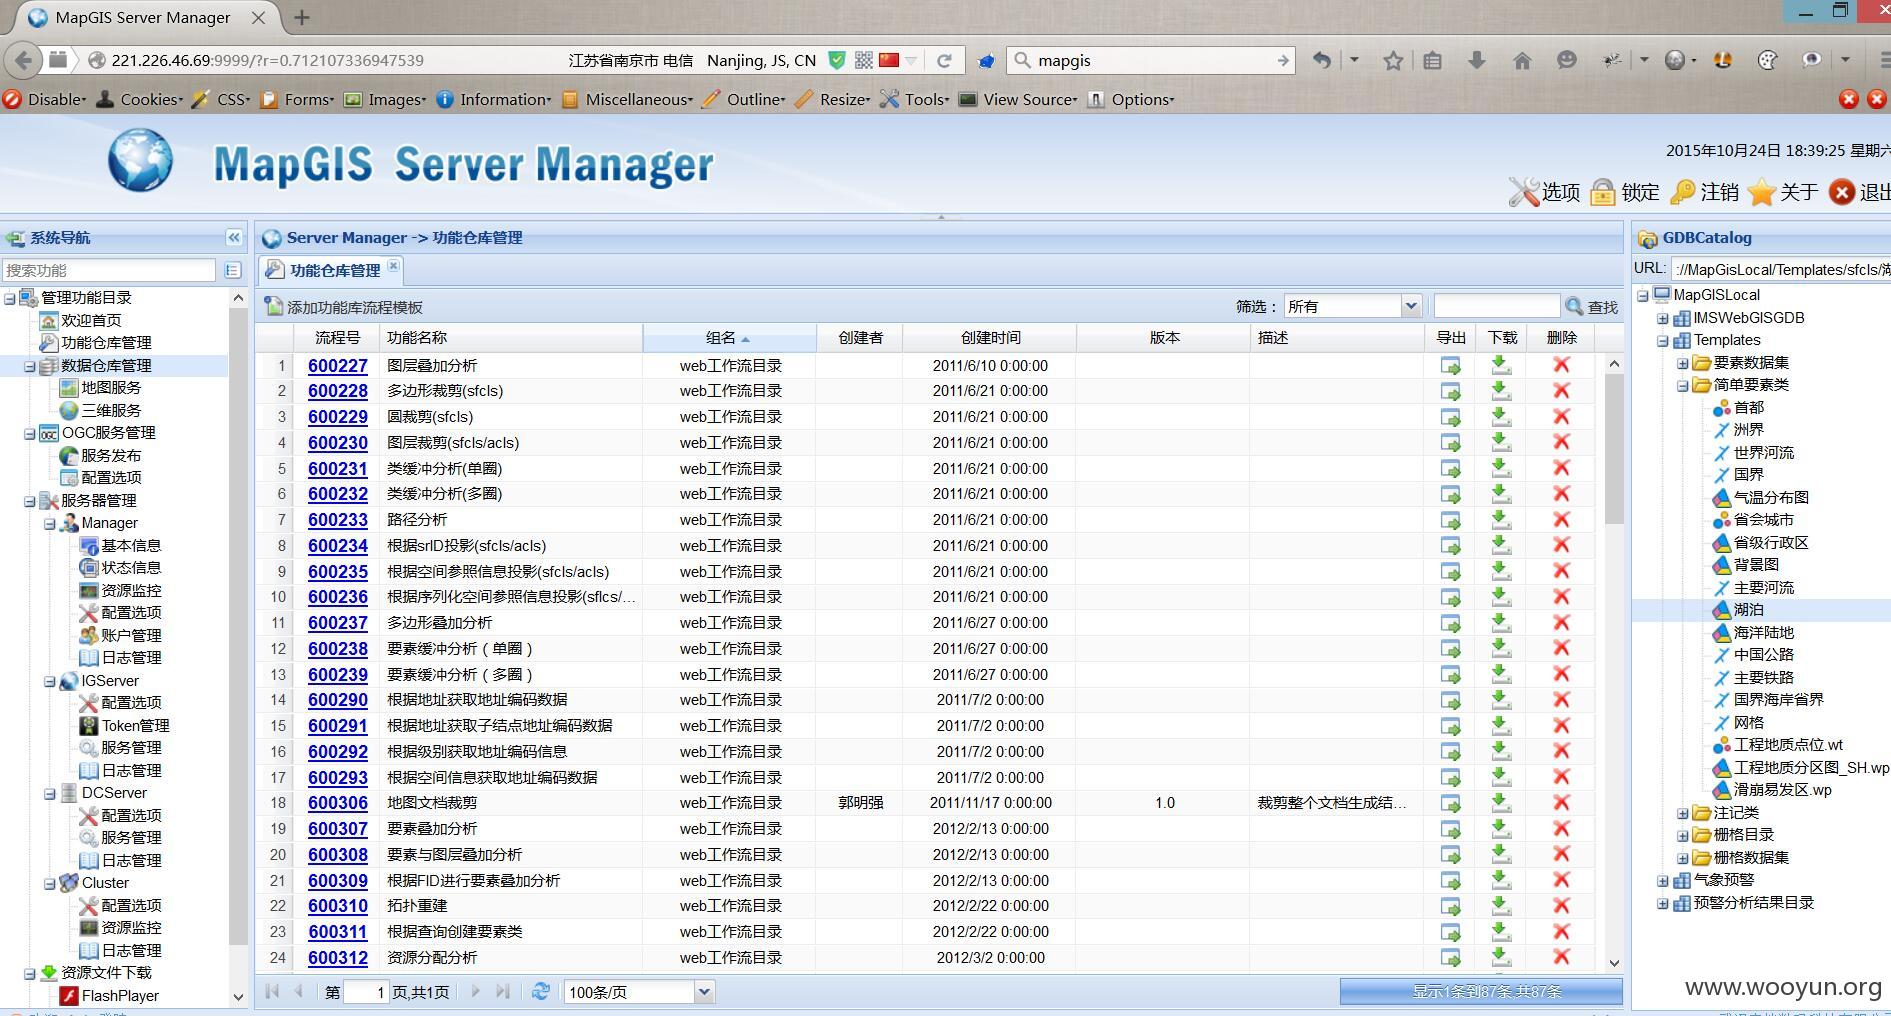 MapGIS Server Manager
221.226.46.69:9999/?r=0.712107336947539
江苏省南京市 电信 Nanjing, JS, CN
mapgis
Disable Cookies CSS Forms Images Information Miscellaneous Outline Resize Tools View Source Options
MapGIS Server Manager
2015年10月24日 18:39:25 星期六
选项 锁定 注销 关于 退出
系统导航
搜索功能
管理功能目录
欢迎首页
功能仓库管理
数据仓库管理
地图服务
三维服务
OGC服务管理
服务发布
配置选项
服务器管理
Manager
基本信息
状态信息
资源监控
配置选项
账户管理
日志管理
IGServer
配置选项
Token管理
服务管理
日志管理
DCServer
配置选项
服务管理
日志管理
Cluster
配置选项
资源监控
日志管理
资源文件下载
FlashPlayer
Server Manager -> 功能仓库管理
功能仓库管理
添加功能库流程模板
筛选： 所有 查找
流程号 功能名称 组名 创建者 创建时间 版本 描述 导出 下载 删除
1 600227 图层叠加分析 web工作流目录 2011/6/10 0:00:00
2 600228 多边形裁剪(sfcls) web工作流目录 2011/6/21 0:00:00
3 600229 圆裁剪(sfcls) web工作流目录 2011/6/21 0:00:00
4 600230 图层裁剪(sfcls/acls) web工作流目录 2011/6/21 0:00:00
5 600231 类缓冲分析(单圈) web工作流目录 2011/6/21 0:00:00
6 600232 类缓冲分析(多圈) web工作流目录 2011/6/21 0:00:00
7 600233 路径分析 web工作流目录 2011/6/21 0:00:00
8 600234 根据srID投影(sfcls/acls) web工作流目录 2011/6/21 0:00:00
9 600235 根据空间参照信息投影(sfcls/acls) web工作流目录 2011/6/21 0:00:00
10 600236 根据序列化空间参照信息投影(sflcs/... web工作流目录 2011/6/21 0:00:00
11 600237 多边形叠加分析 web工作流目录 2011/6/27 0:00:00
12 600238 要素缓冲分析（单圈） web工作流目录 2011/6/27 0:00:00
13 600239 要素缓冲分析（多圈） web工作流目录 2011/6/27 0:00:00
14 600290 根据地址获取地址编码数据 web工作流目录 2011/7/2 0:00:00
15 600291 根据地址获取子结点地址编码数据 web工作流目录 2011/7/2 0:00:00
16 600292 根据级别获取地址编码信息 web工作流目录 2011/7/2 0:00:00
17 600293 根据空间信息获取地址编码数据 web工作流目录 2011/7/2 0:00:00
18 600306 地图文档裁剪 web工作流目录 郭明强 2011/11/17 0:00:00 1.0 裁剪整个文档生成结...
19 600307 要素叠加分析 web工作流目录 2012/2/13 0:00:00
20 600308 要素与图层叠加分析 web工作流目录 2012/2/13 0:00:00
21 600309 根据FID进行要素叠加分析 web工作流目录 2012/2/13 0:00:00
22 600310 拓扑重建 web工作流目录 2012/2/22 0:00:00
23 600311 根据查询创建要素类 web工作流目录 2012/2/22 0:00:00
24 600312 资源分配分析 web工作流目录 2012/3/2 0:00:00
第 1 页,共1页 100条/页 显示1条到87条,共87条
GDBCatalog
URL: ://MapGisLocal/Templates/sfcls/湖
MapGISLocal
IMSWebGISGDB
Templates
要素数据集
简单要素类
首都
洲界
世界河流
国界
气温分布图
省会城市
省级行政区
背景图
主要河流
湖泊
海洋陆地
中国公路
主要铁路
国界海岸省界
网格
工程地质点位.wt
工程地质分区图_SH.wp
滑崩易发区.wp
注记类
栅格目录
栅格数据集
气象预警
预警分析结果目录
www.wooyun.org